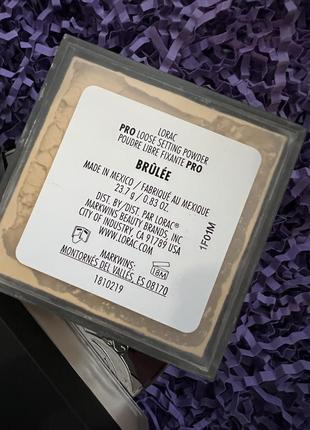 LORAC
PRO LOOSE SETTING POWDER
POUDRE LIBRE FIXANTE PRO
BRÛLÉE
MADE IN MEXICO / FABRIQUÉ AU MEXIQUE
23.7 g / 0.83 OZ.
DIST. BY/DIST. PAR LORAC®
MARKWINS BEAUTY BRANDS, INC
CITY OF INDUSTRY, CA 91789 USA
WWW.LORAC.COM
MARKWINS:
MONTORNÉS DEL VALLÉS, ES 08170
1810219
18M
1F01M